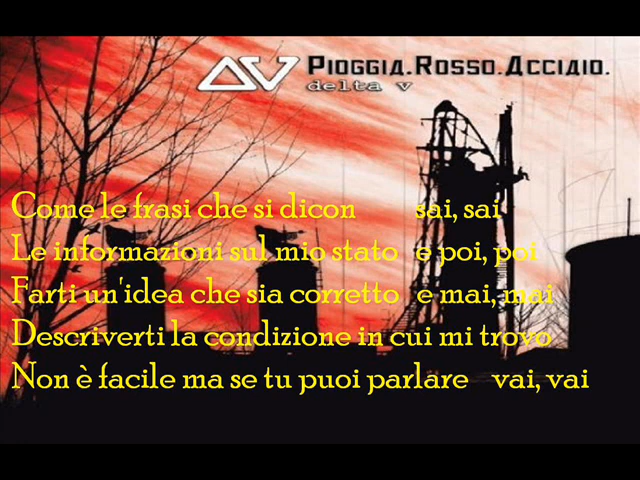 ΔV PIOGGIA.ROSSO.ACCIAIO.
delta v
Come le frasi che si dicon sai, sai
Le informazioni sul mio stato e poi, poi
Farti un'idea che sia corretto e mai, mai
Descriverti la condizione in cui mi trovo
Non è facile ma se tu puoi parlare vai, vai